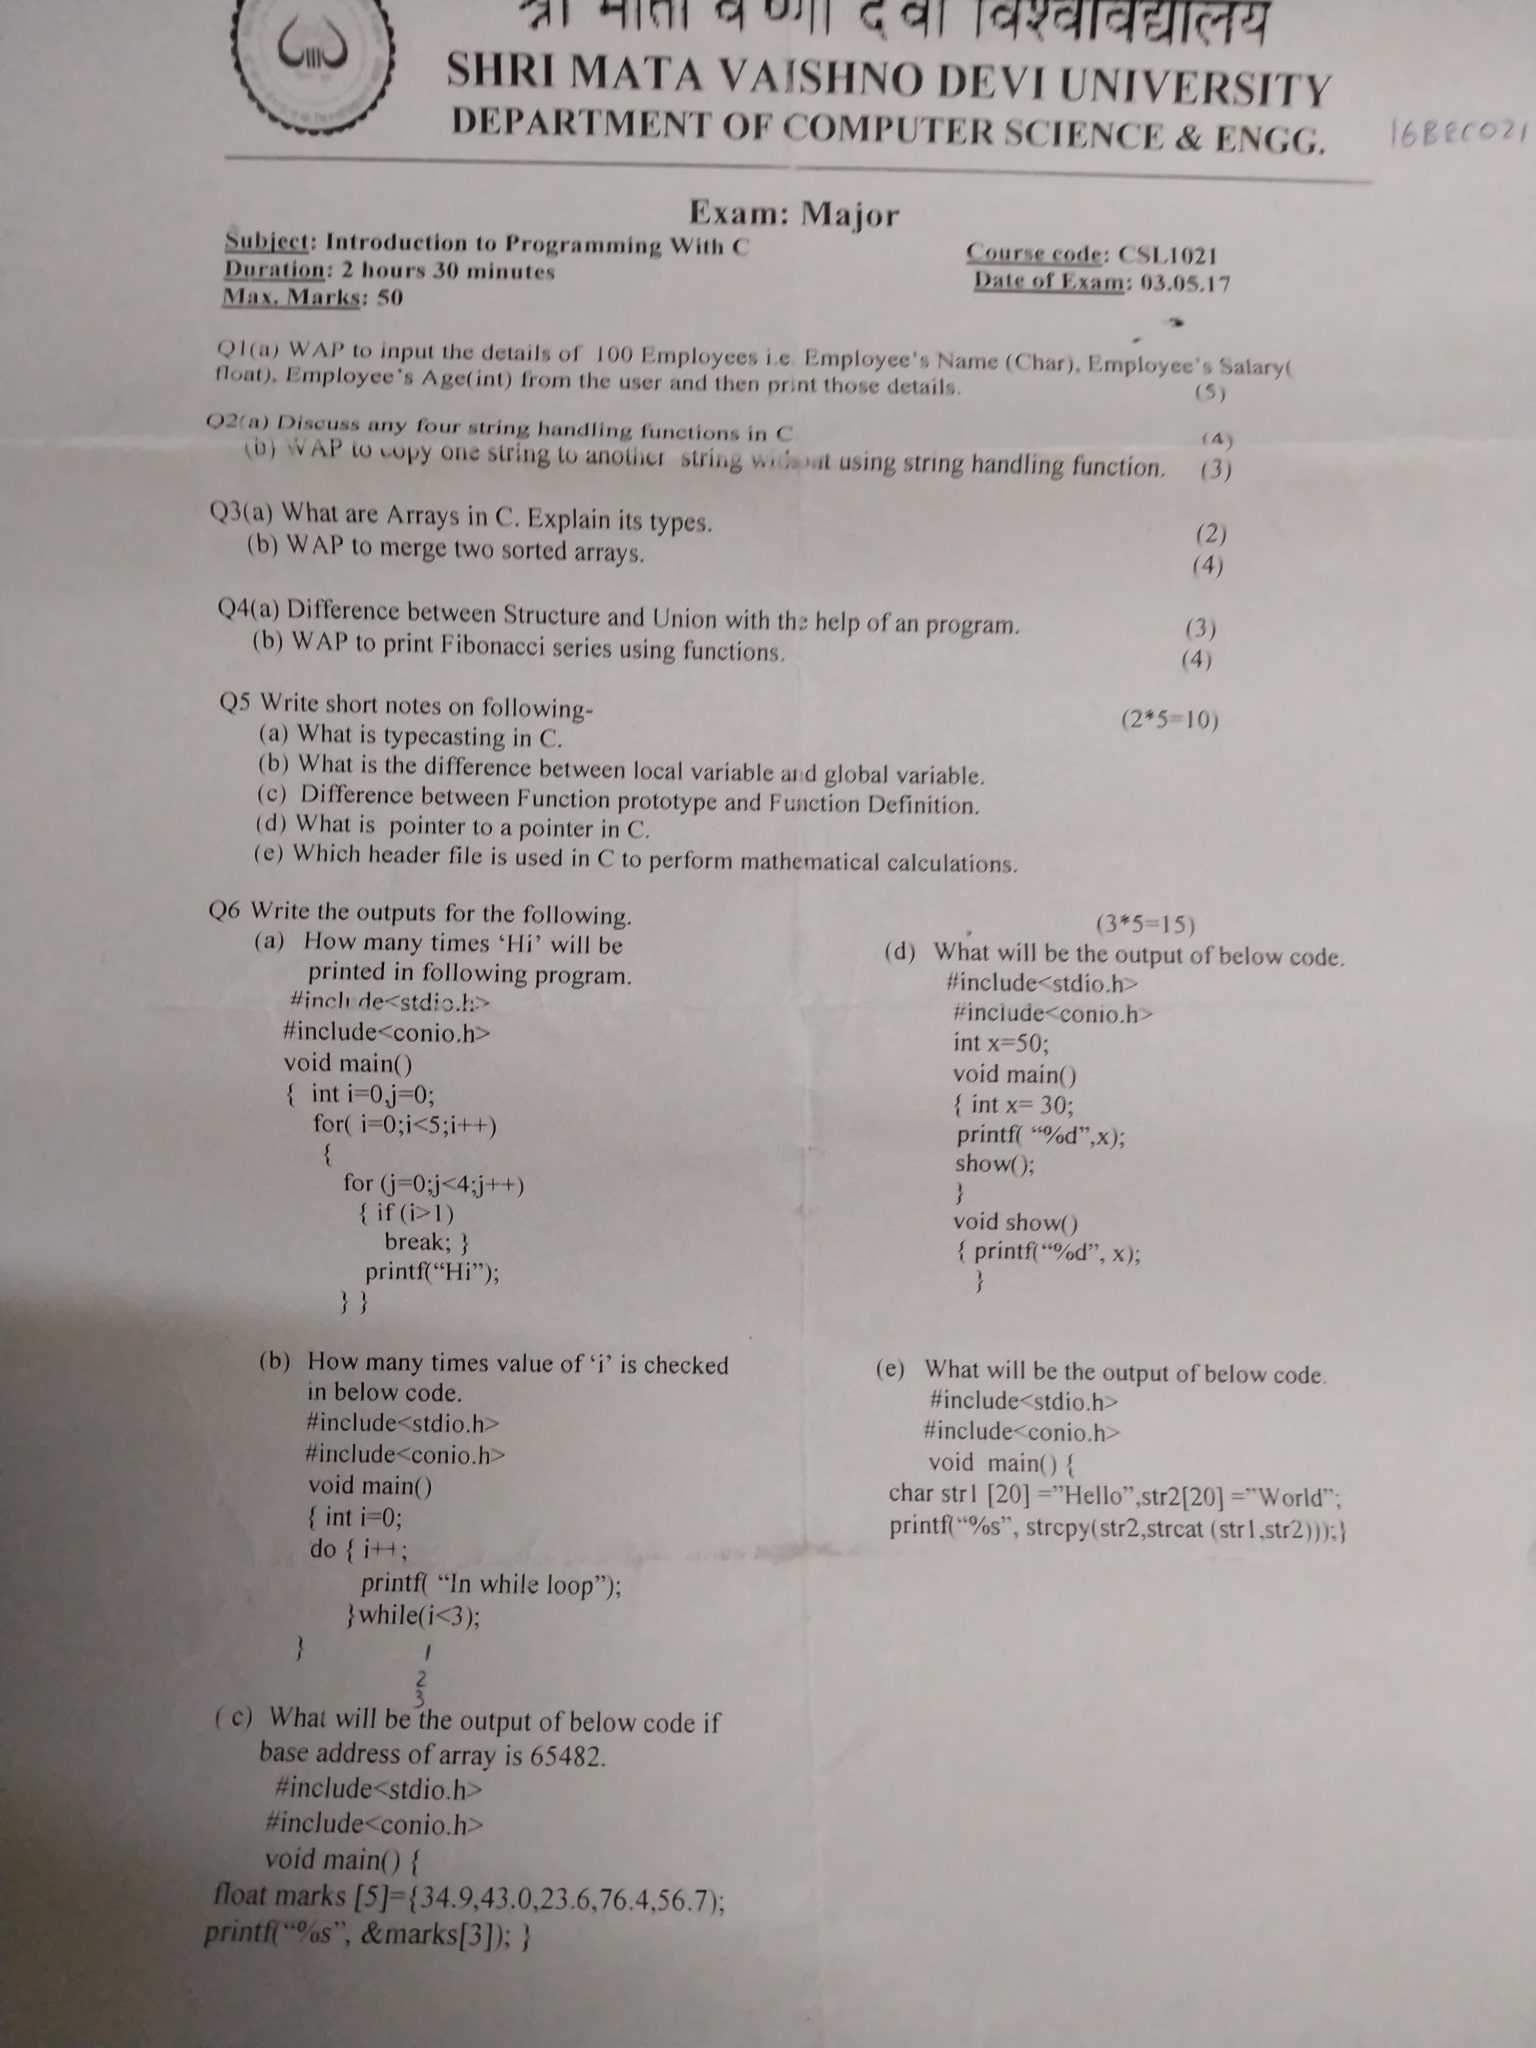 श्री माता वैष्णो देवी विश्वविद्यालय
SHRI MATA VAISHNO DEVI UNIVERSITY
DEPARTMENT OF COMPUTER SCIENCE & ENGG.
16BEC021
Exam: Major
Subject: Introduction to Programming With C
Course code: CSL1021
Duration: 2 hours 30 minutes
Date of Exam: 03.05.17
Max. Marks: 50
Q1(a) WAP to input the details of 100 Employees i.e. Employee's Name (Char), Employee's Salary(
float), Employee's Age(int) from the user and then print those details. (5)
Q2(a) Discuss any four string handling functions in C (4)
(b) WAP to copy one string to another string without using string handling function. (3)
Q3(a) What are Arrays in C. Explain its types. (2)
(b) WAP to merge two sorted arrays. (4)
Q4(a) Difference between Structure and Union with the help of an program. (3)
(b) WAP to print Fibonacci series using functions. (4)
Q5 Write short notes on following- (2*5=10)
(a) What is typecasting in C.
(b) What is the difference between local variable and global variable.
(c) Difference between Function prototype and Function Definition.
(d) What is pointer to a pointer in C.
(e) Which header file is used in C to perform mathematical calculations.
Q6 Write the outputs for the following. (3*5=15)
(a) How many times ‘Hi’ will be
printed in following program.
#include<stdio.h>
#include<conio.h>
void main()
{ int i=0,j=0;
for( i=0;i<5;i++)
{
for (j=0;j<4;j++)
{ if (i>1)
break; }
printf(“Hi”);
} }
(b) How many times value of ‘i’ is checked
in below code.
#include<stdio.h>
#include<conio.h>
void main()
{ int i=0;
do { i++;
printf( “In while loop”);
}while(i<3);
}
1
2
3
( c) What will be the output of below code if
base address of array is 65482.
#include<stdio.h>
#include<conio.h>
void main() {
float marks [5]={34.9,43.0,23.6,76.4,56.7);
printf(“%s”, &marks[3]); }
(d) What will be the output of below code.
#include<stdio.h>
#include<conio.h>
int x=50;
void main()
{ int x= 30;
printf( “%d”,x);
show();
}
void show()
{ printf(“%d”, x);
}
(e) What will be the output of below code.
#include<stdio.h>
#include<conio.h>
void main() {
char str1 [20] =”Hello”,str2[20] =”World”;
printf(“%s”, strcpy(str2,strcat (str1,str2)));}